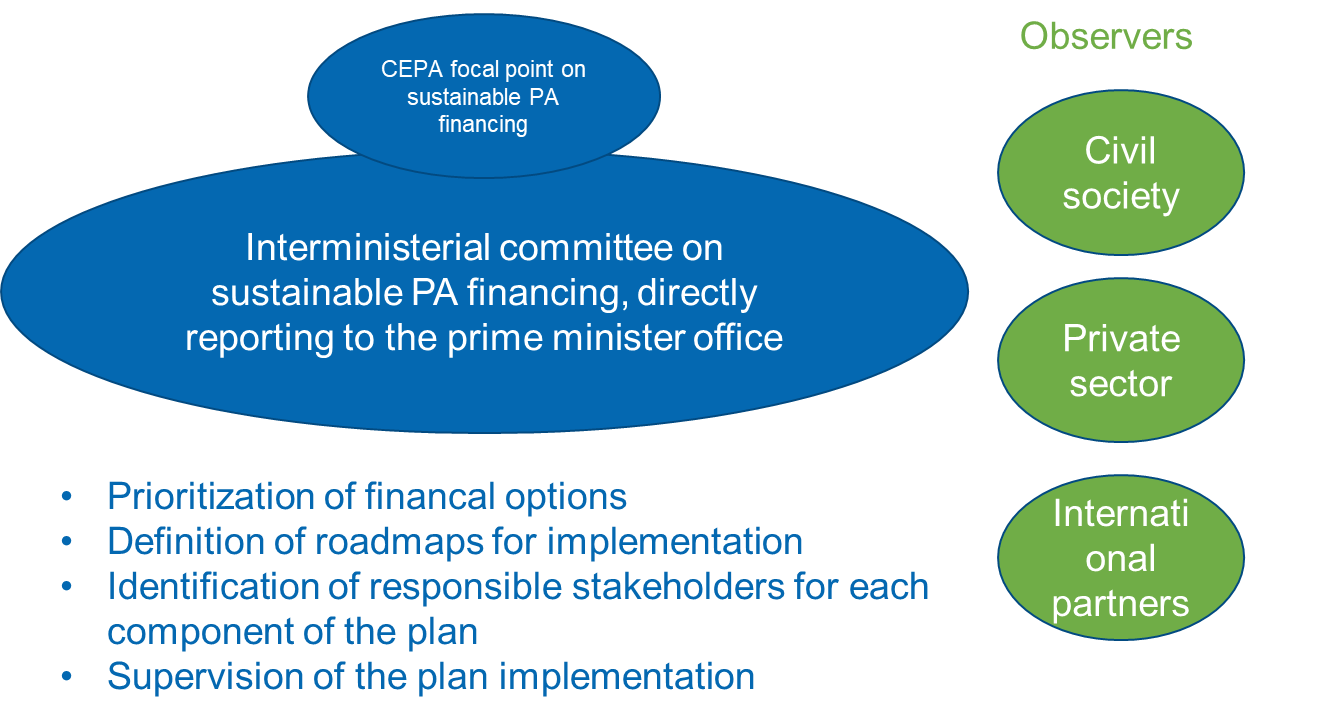 CEPA focal point on
sustainable PA
financing
Interministerial committee on
sustainable PA financing, directly
reporting to the prime minister office
• Prioritization of financal options
• Definition of roadmaps for implementation
• Identification of responsible stakeholders for each
component of the plan
• Supervision of the plan implementation
Observers
Civil
society
Private
sector
Internati
onal
partners